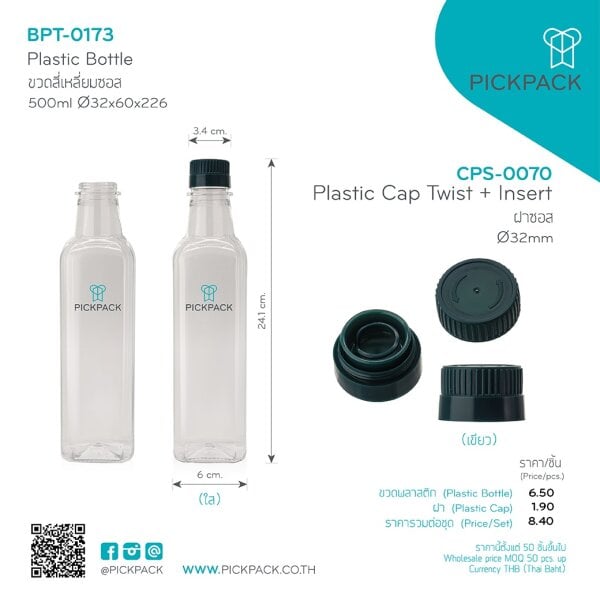 BPT-0173
Plastic Bottle
ขวดสี่เหลี่ยมซอส
500ml Ø32x60x226
PICKPACK
3.4 cm.
CPS-0070
Plastic Cap Twist + Insert
ฝาซอส
Ø32mm
PICKPACK
PICKPACK
24.1 cm.
6 cm.
(ใส)
(เขียว)
ราคา/ชิ้น
(Price/pcs.)
ขวดพลาสติก (Plastic Bottle) 6.50
ฝา (Plastic Cap) 1.90
ราคารวมต่อชุด (Price/Set) 8.40
ราคานี้ตั้งแต่ 50 ชิ้นขึ้นไป
Wholesale price MOQ 50 pcs. up
Currency THB (Thai Baht)
@PICKPACK
WWW.PICKPACK.CO.TH